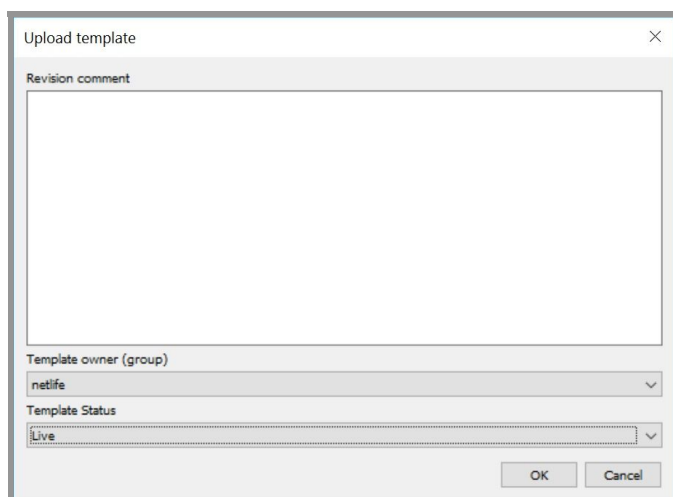 Upload template
Revision comment
Template owner (group)
netlife
Template Status
Live
OK Cancel